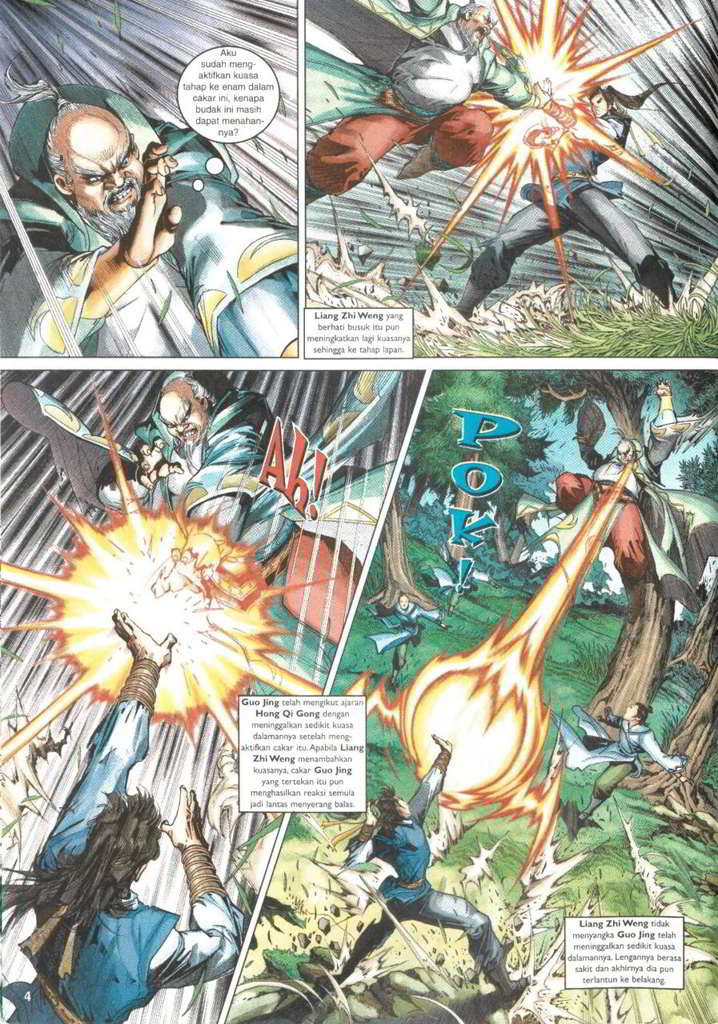 Aku
sudah meng-
aktifkan kuasa
tahap ke enam dalam
cakar ini, kenapa
budak ini masih
dapat menahan-
nya?
Liang Zhi Weng yang
berhati busuk itu pun
meningkatkan lagi kuasanya
sehingga ke tahap lapan.
Ah!
Guo Jing telah mengikut ajaran
Hong Qi Gong dengan
meninggalkan sedikit kuasa
dalamannya setelah meng-
aktifkan cakar itu. Apabila Liang
Zhi Weng menambahkan
kuasanya, cakar Guo Jing
yang tertekan itu pun
menghasilkan reaksi semula
jadi lantas menyerang balas.
POK!
Liang Zhi Weng tidak
menyangka Guo Jing telah
meninggalkan sedikit kuasa
dalamannya. Lengannya berasa
sakit dan akhirnya dia pun
terlantun ke belakang.
4